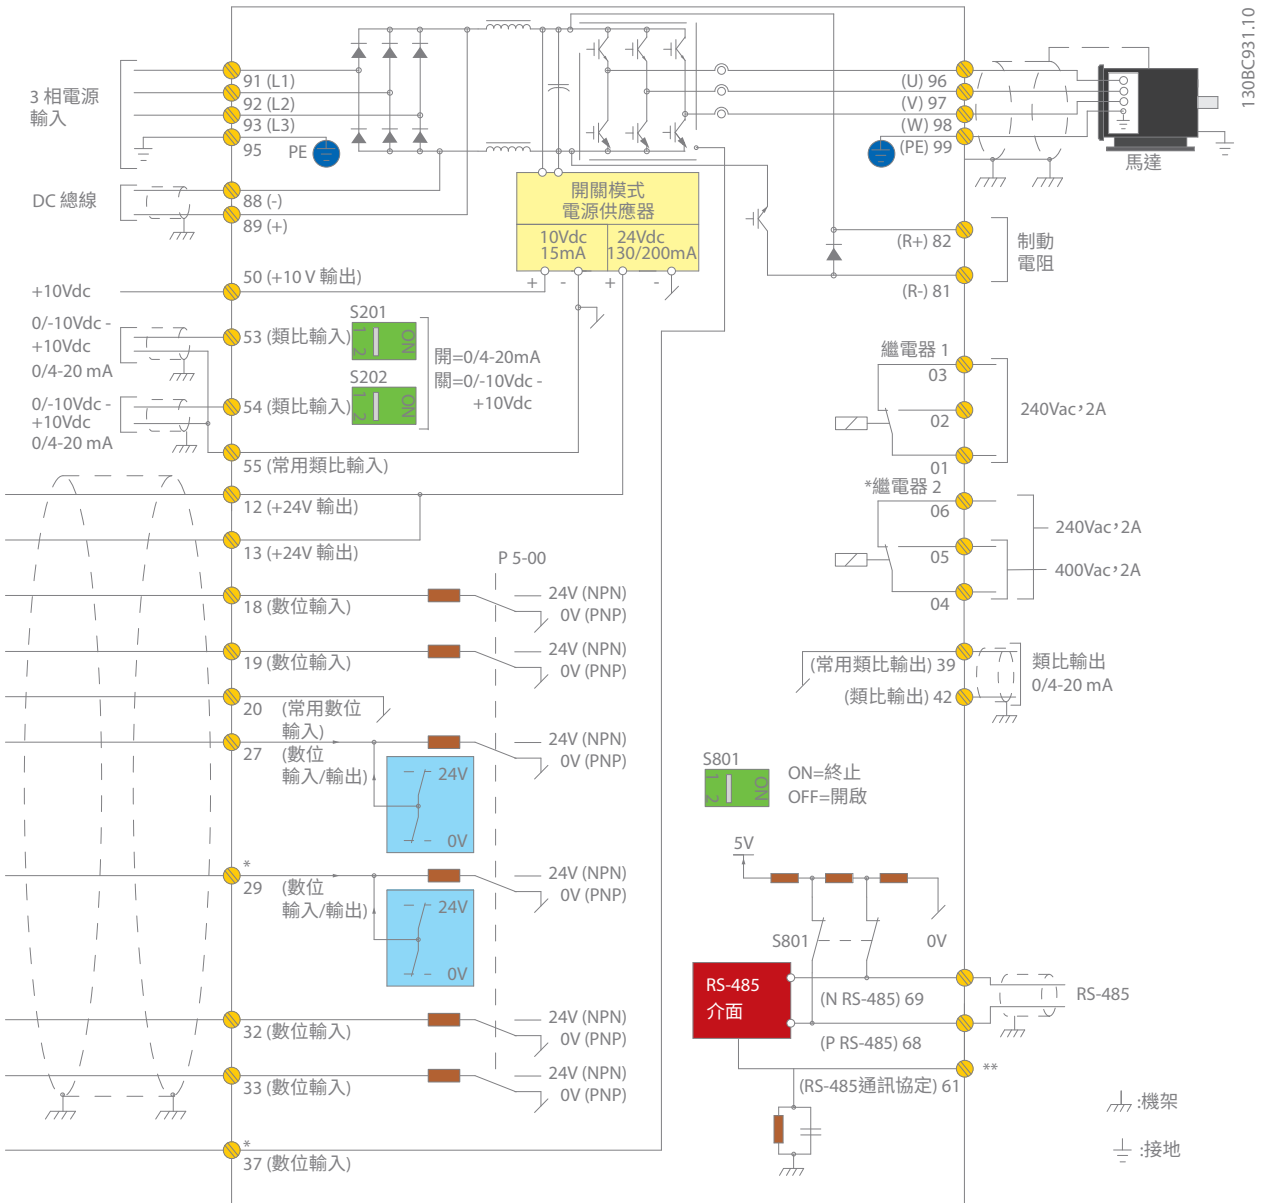 130BC931.10
3 相電源
輸入
91 (L1)
92 (L2)
93 (L3)
95
PE
DC 總線
88 (-)
89 (+)
開關模式
電源供應器
10Vdc
15mA
24Vdc
130/200mA
+
-
+
-
(U) 96
(V) 97
(W) 98
(PE) 99
馬達
(R+) 82
(R-) 81
制動
電阻
+10Vdc
50 (+10 V 輸出)
0/-10Vdc -
+10Vdc
0/4-20 mA
53 (類比輸入)
S201
1
2
ON
S202
1
2
ON
開=0/4-20mA
關=0/-10Vdc -
+10Vdc
0/-10Vdc -
+10Vdc
0/4-20 mA
54 (類比輸入)
55 (常用類比輸入)
12 (+24V 輸出)
13 (+24V 輸出)
P 5-00
18 (數位輸入)
24V (NPN)
0V (PNP)
19 (數位輸入)
24V (NPN)
0V (PNP)
20
(常用數位
輸入)
27
(數位
輸入/輸出)
24V (NPN)
0V (PNP)
24V
0V
*
29
(數位
輸入/輸出)
24V (NPN)
0V (PNP)
24V
0V
32 (數位輸入)
24V (NPN)
0V (PNP)
33 (數位輸入)
24V (NPN)
0V (PNP)
*
37 (數位輸入)
繼電器 1
03
02
01
240Vac,2A
*繼電器 2
06
05
04
240Vac,2A
400Vac,2A
(常用類比輸出) 39
(類比輸出) 42
類比輸出
0/4-20 mA
S801
1
2
ON
ON=終止
OFF=開啟
5V
S801
0V
RS-485
介面
(N RS-485) 69
(P RS-485) 68
RS-485
(RS-485通訊協定) 61
**
:機架
:接地